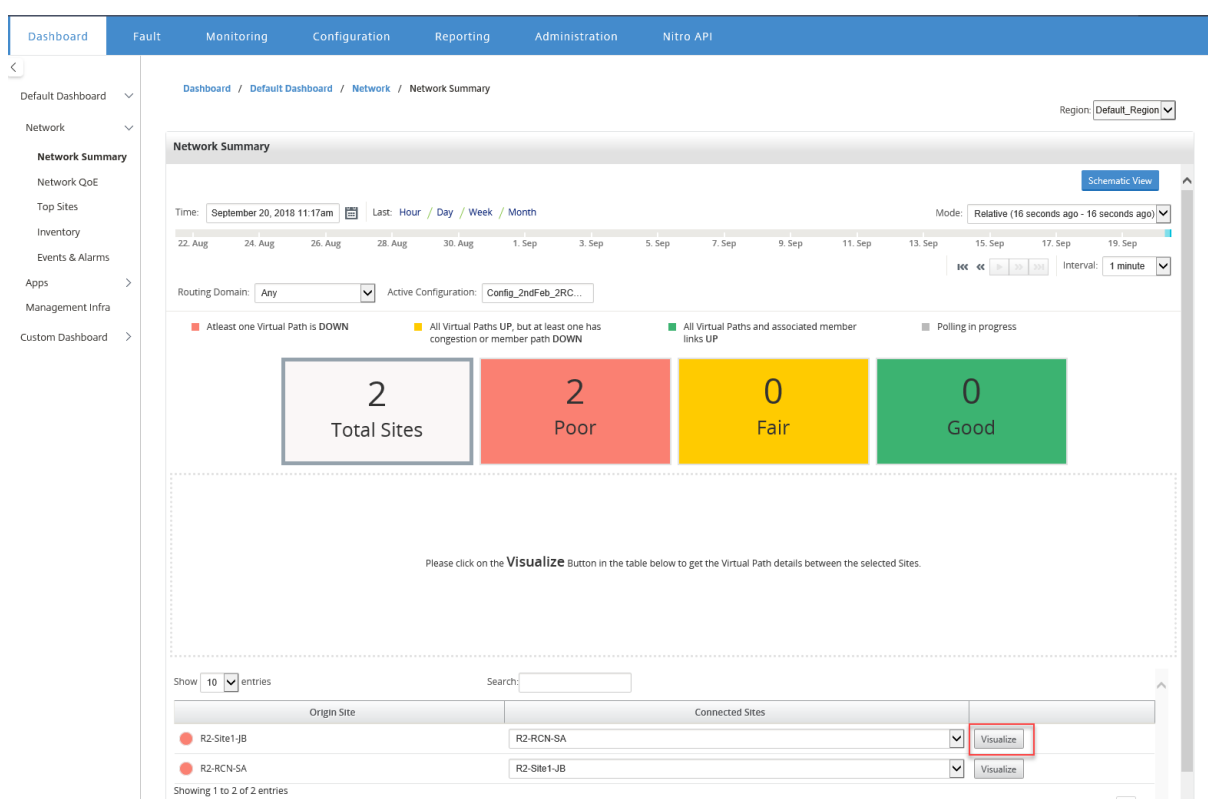 Dashboard Fault Monitoring Configuration Reporting Administration Nitro API
Default Dashboard
Network
Network Summary
Network QoE
Top Sites
Inventory
Events & Alarms
Apps
Management Infra
Custom Dashboard
Dashboard / Default Dashboard / Network / Network Summary
Region: Default_Region
Network Summary
Schematic View
Time: September 20, 2018 11:17am Last: Hour / Day / Week / Month Mode: Relative (16 seconds ago - 16 seconds ago)
22. Aug 24. Aug 26. Aug 28. Aug 30. Aug 1. Sep 3. Sep 5. Sep 7. Sep 9. Sep 11. Sep 13. Sep 15. Sep 17. Sep 19. Sep
Interval: 1 minute
Routing Domain: Any Active Configuration: Config_2ndFeb_2RC...
Atleast one Virtual Path is DOWN
All Virtual Paths UP, but at least one has
congestion or member path DOWN
All Virtual Paths and associated member
links UP
Polling in progress
2
Total Sites
2
Poor
0
Fair
0
Good
Please click on the Visualize Button in the table below to get the Virtual Path details between the selected Sites.
Show 10 entries Search:
Origin Site Connected Sites
R2-Site1-JB R2-RCN-SA Visualize
R2-RCN-SA R2-Site1-JB Visualize
Showing 1 to 2 of 2 entries